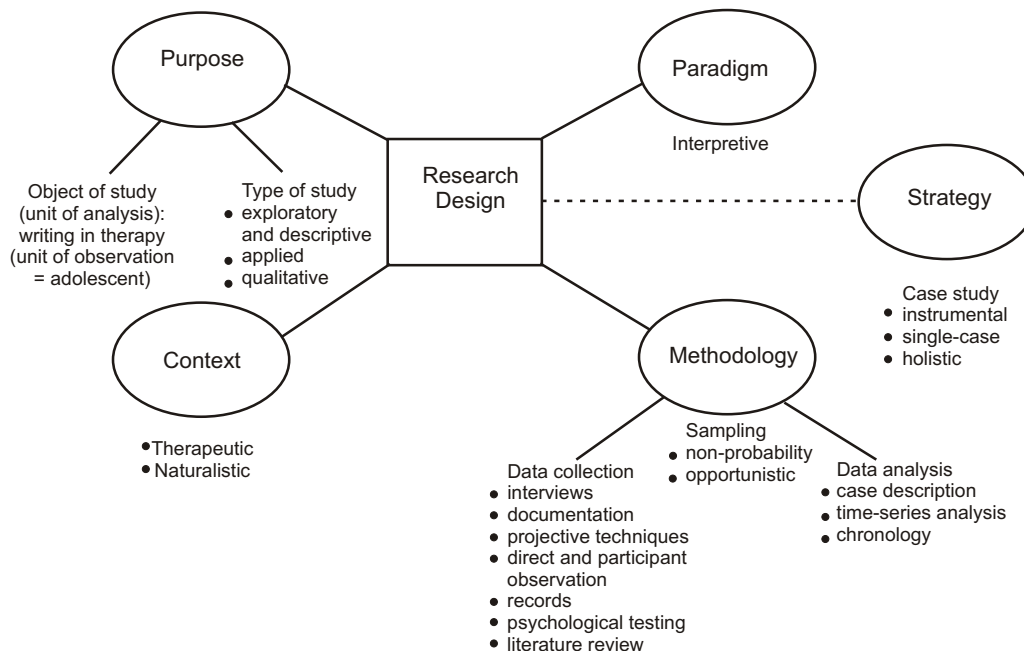 Purpose
Object of study
(unit of analysis):
writing in therapy
(unit of observation
= adolescent)
Type of study
• exploratory
and descriptive
• applied
• qualitative
Research
Design
Paradigm
Interpretive
Strategy
Case study
• instrumental
• single-case
• holistic
Context
• Therapeutic
• Naturalistic
Methodology
Data collection
• interviews
• documentation
• projective techniques
• direct and participant
observation
• records
• psychological testing
• literature review
Sampling
• non-probability
• opportunistic
Data analysis
• case description
• time-series analysis
• chronology